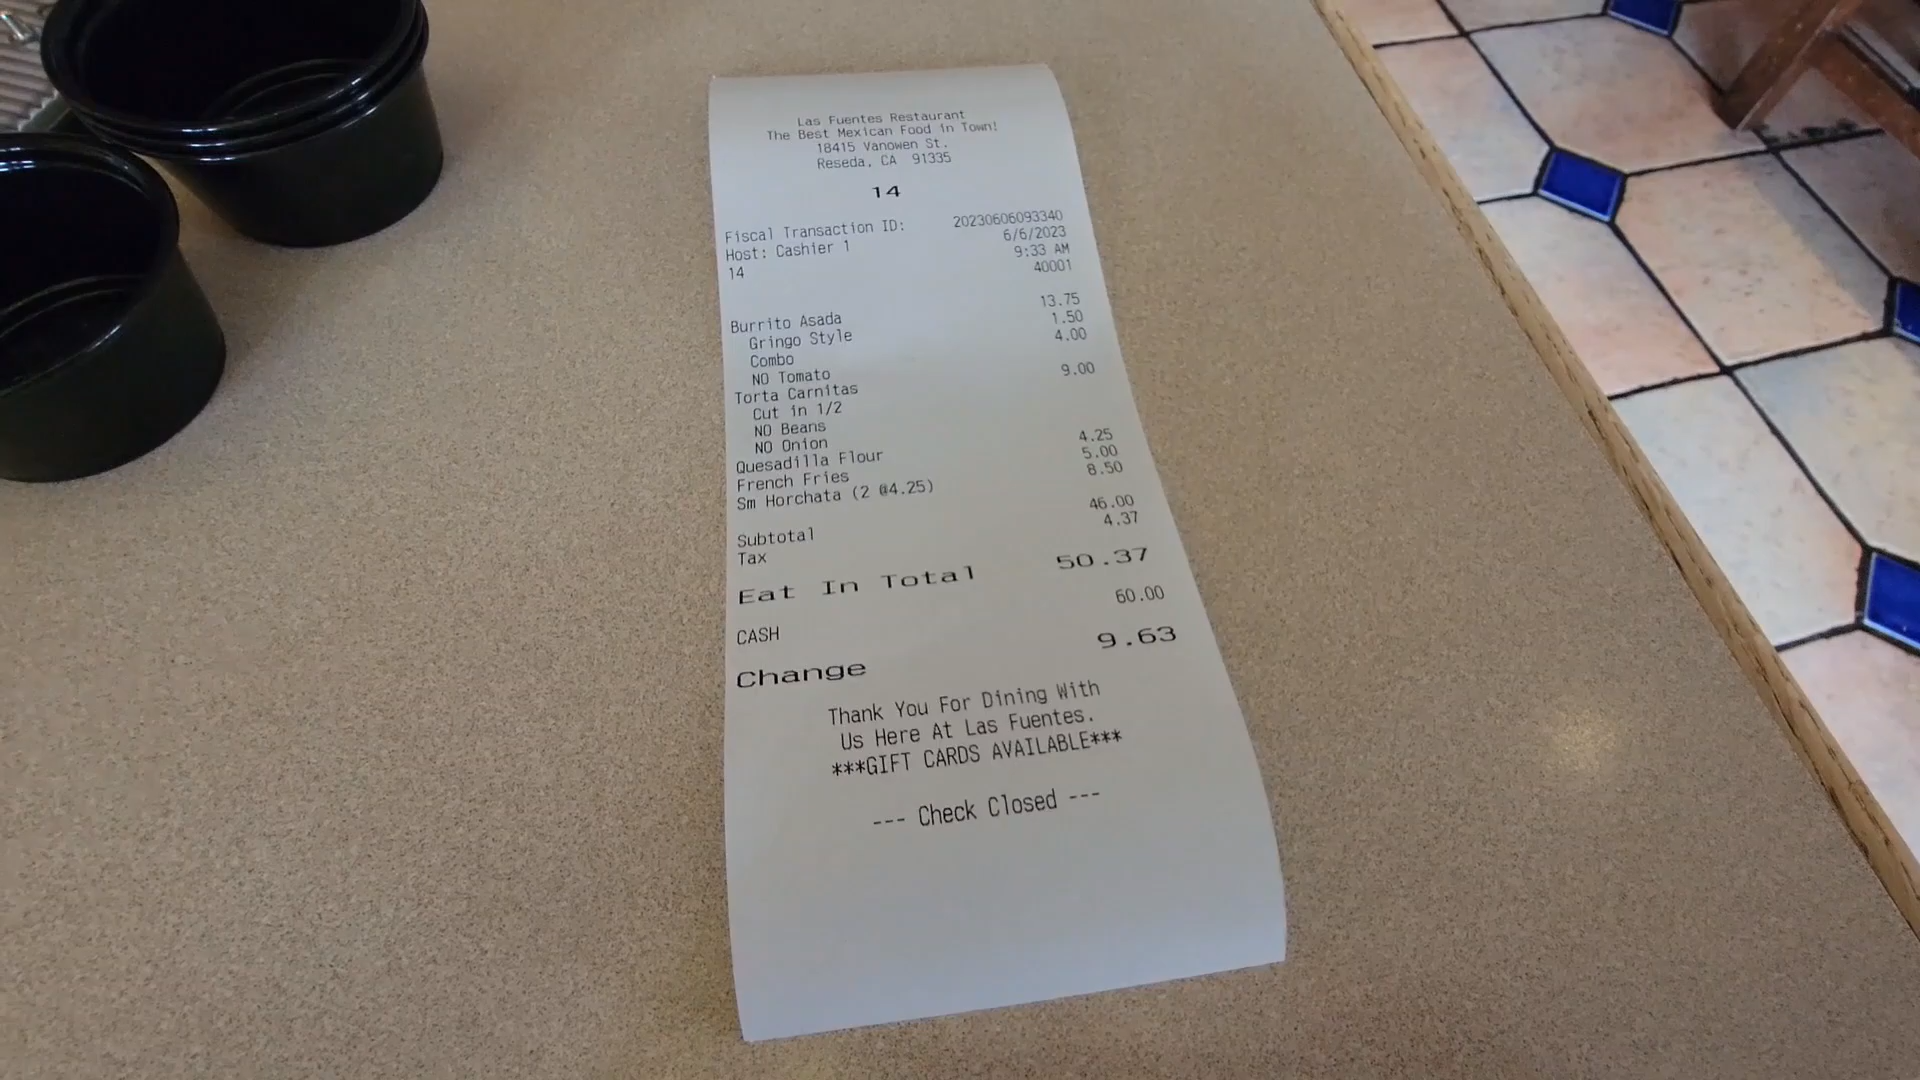 Las Fuentes Restaurant
The Best Mexican Food in Town!
18415 Vanowen St.
Reseda, CA 91335
14
Fiscal Transaction ID: 20230606093340
Host: Cashier 1 6/6/2023
14 9:33 AM
40001
Burrito Asada 13.75
Gringo Style 1.50
Combo 4.00
NO Tomato
Torta Carnitas 9.00
Cut in 1/2
NO Beans
NO Onion
Quesadilla Flour 4.25
French Fries 5.00
Sm Horchata (2 @4.25) 8.50
Subtotal 46.00
Tax 4.37
Eat In Total 50.37
CASH 60.00
Change 9.63
Thank You For Dining With
Us Here At Las Fuentes.
***GIFT CARDS AVAILABLE***
--- Check Closed ---